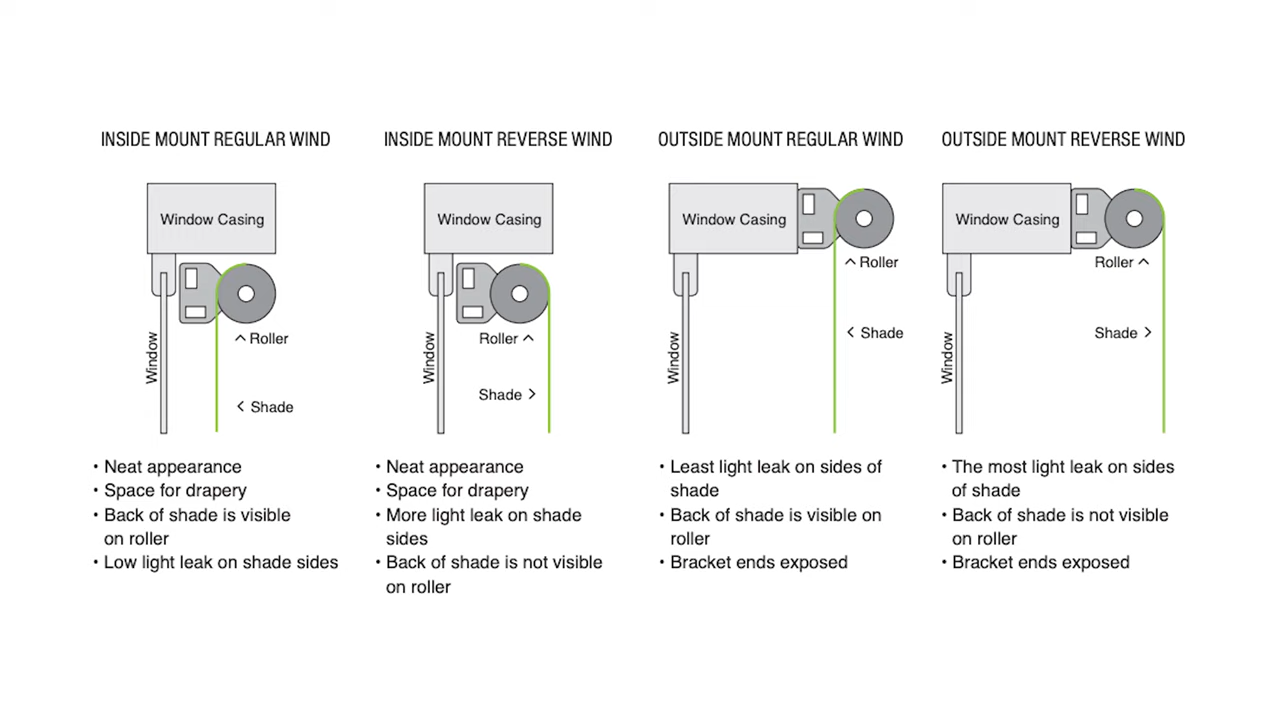 INSIDE MOUNT REGULAR WIND
Window Casing
^ Roller
Window
< Shade
• Neat appearance
• Space for drapery
• Back of shade is visible
on roller
• Low light leak on shade sides
INSIDE MOUNT REVERSE WIND
Window Casing
Roller ^
Window
Shade >
• Neat appearance
• Space for drapery
• More light leak on shade
sides
• Back of shade is not visible
on roller
OUTSIDE MOUNT REGULAR WIND
Window Casing
^ Roller
< Shade
Window
• Least light leak on sides of
shade
• Back of shade is visible on
roller
• Bracket ends exposed
OUTSIDE MOUNT REVERSE WIND
Window Casing
Roller ^
Shade >
Window
• The most light leak on sides
of shade
• Back of shade is not visible
on roller
• Bracket ends exposed